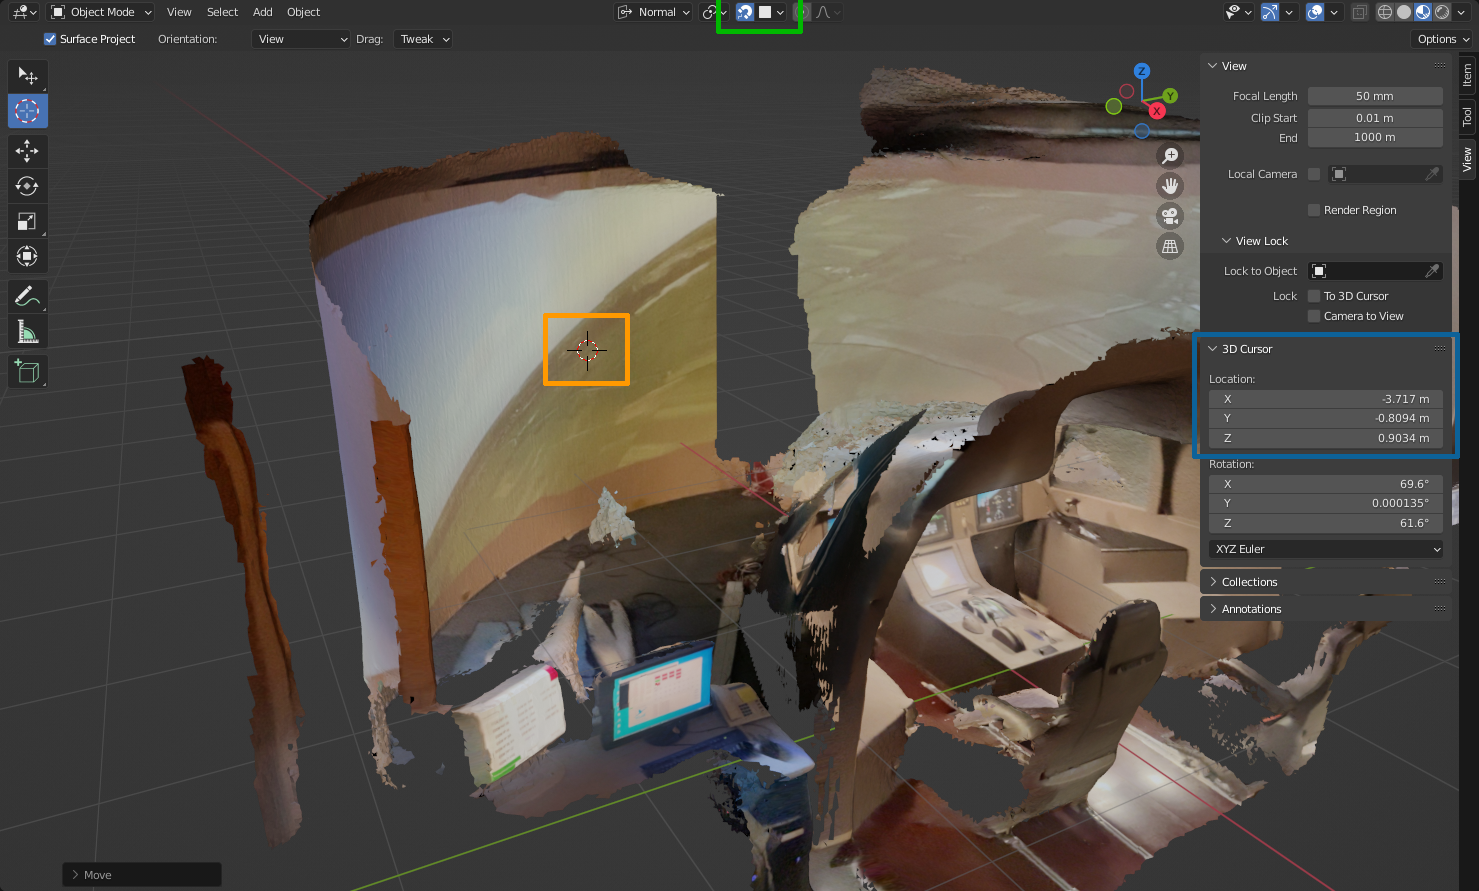 Object Mode View Select Add Object Normal
Surface Project Orientation: View Drag: Tweak Options
View
Focal Length 50 mm
Clip Start 0.01 m
End 1000 m
Local Camera
Render Region
View Lock
Lock to Object
Lock To 3D Cursor
Camera to View
3D Cursor
Location:
X -3.717 m
Y -0.8094 m
Z 0.9034 m
Rotation:
X 69.6°
Y 0.000135°
Z 61.6°
XYZ Euler
Collections
Annotations
Item
Tool
View
Z
Y
X
Move